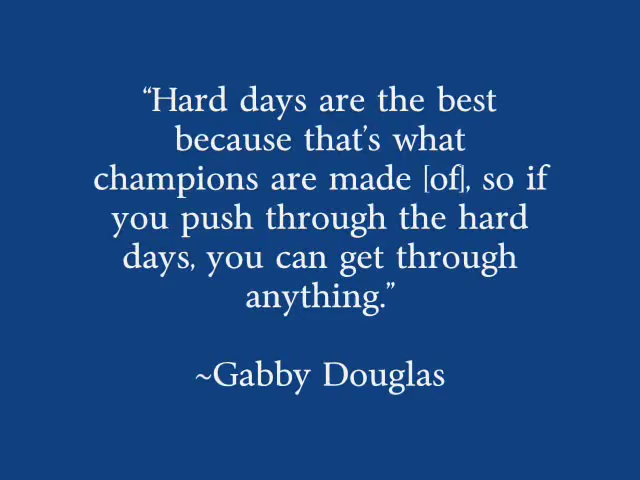 “Hard days are the best
because that’s what
champions are made [of], so if
you push through the hard
days, you can get through
anything.”
~Gabby Douglas